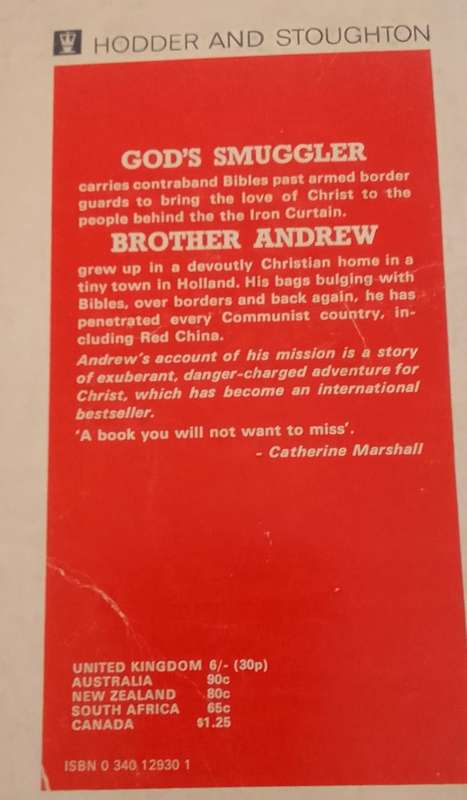 HODDER AND STOUGHTON
GOD'S SMUGGLER
carries contraband Bibles past armed border
guards to bring the love of Christ to the
people behind the the Iron Curtain.
BROTHER ANDREW
grew up in a devoutly Christian home in a
tiny town in Holland. His bags bulging with
Bibles, over borders and back again, he has
penetrated every Communist country, in-
cluding Red China.
Andrew's account of his mission is a story
of exuberant, danger-charged adventure for
Christ, which has become an international
bestseller.
'A book you will not want to miss'.
- Catherine Marshall
UNITED KINGDOM 6/- (30p)
AUSTRALIA 90c
NEW ZEALAND 80c
SOUTH AFRICA 65c
CANADA $1.25
ISBN 0 340 12930 1